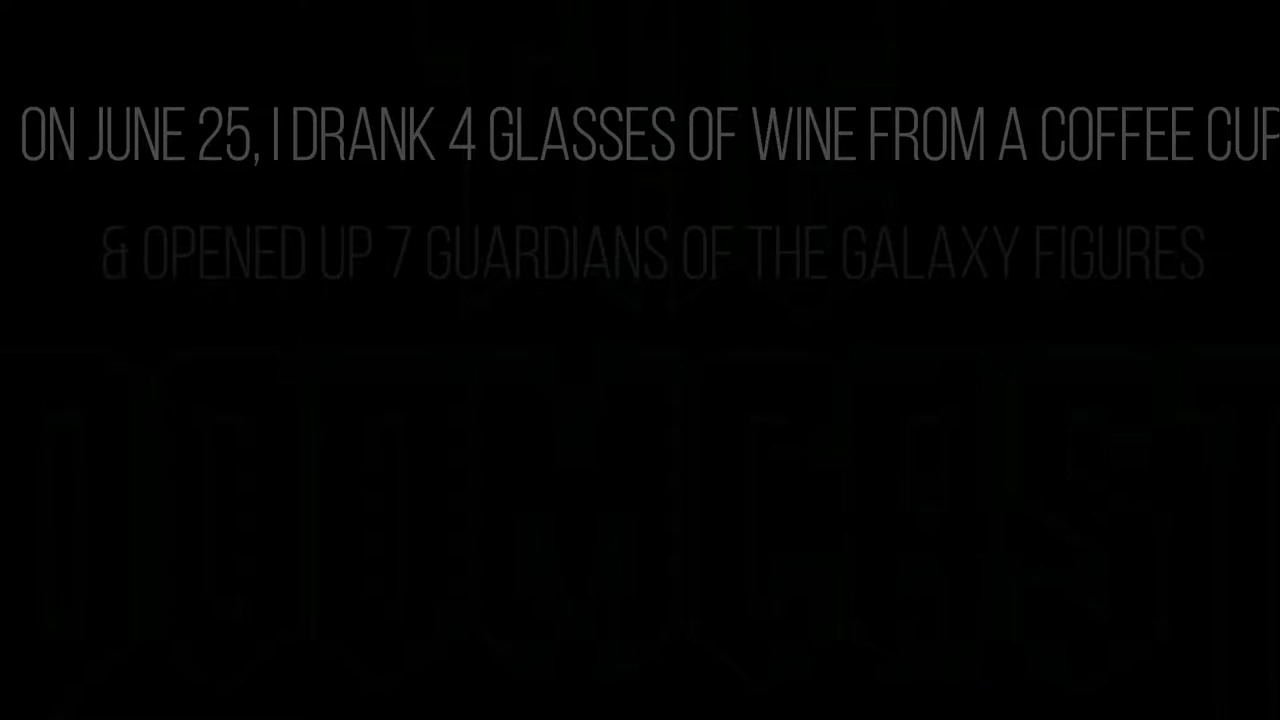 ON JUNE 25, I DRANK 4 GLASSES OF WINE FROM A COFFEE CUP
& OPENED UP 7 GUARDIANS OF THE GALAXY FIGURES